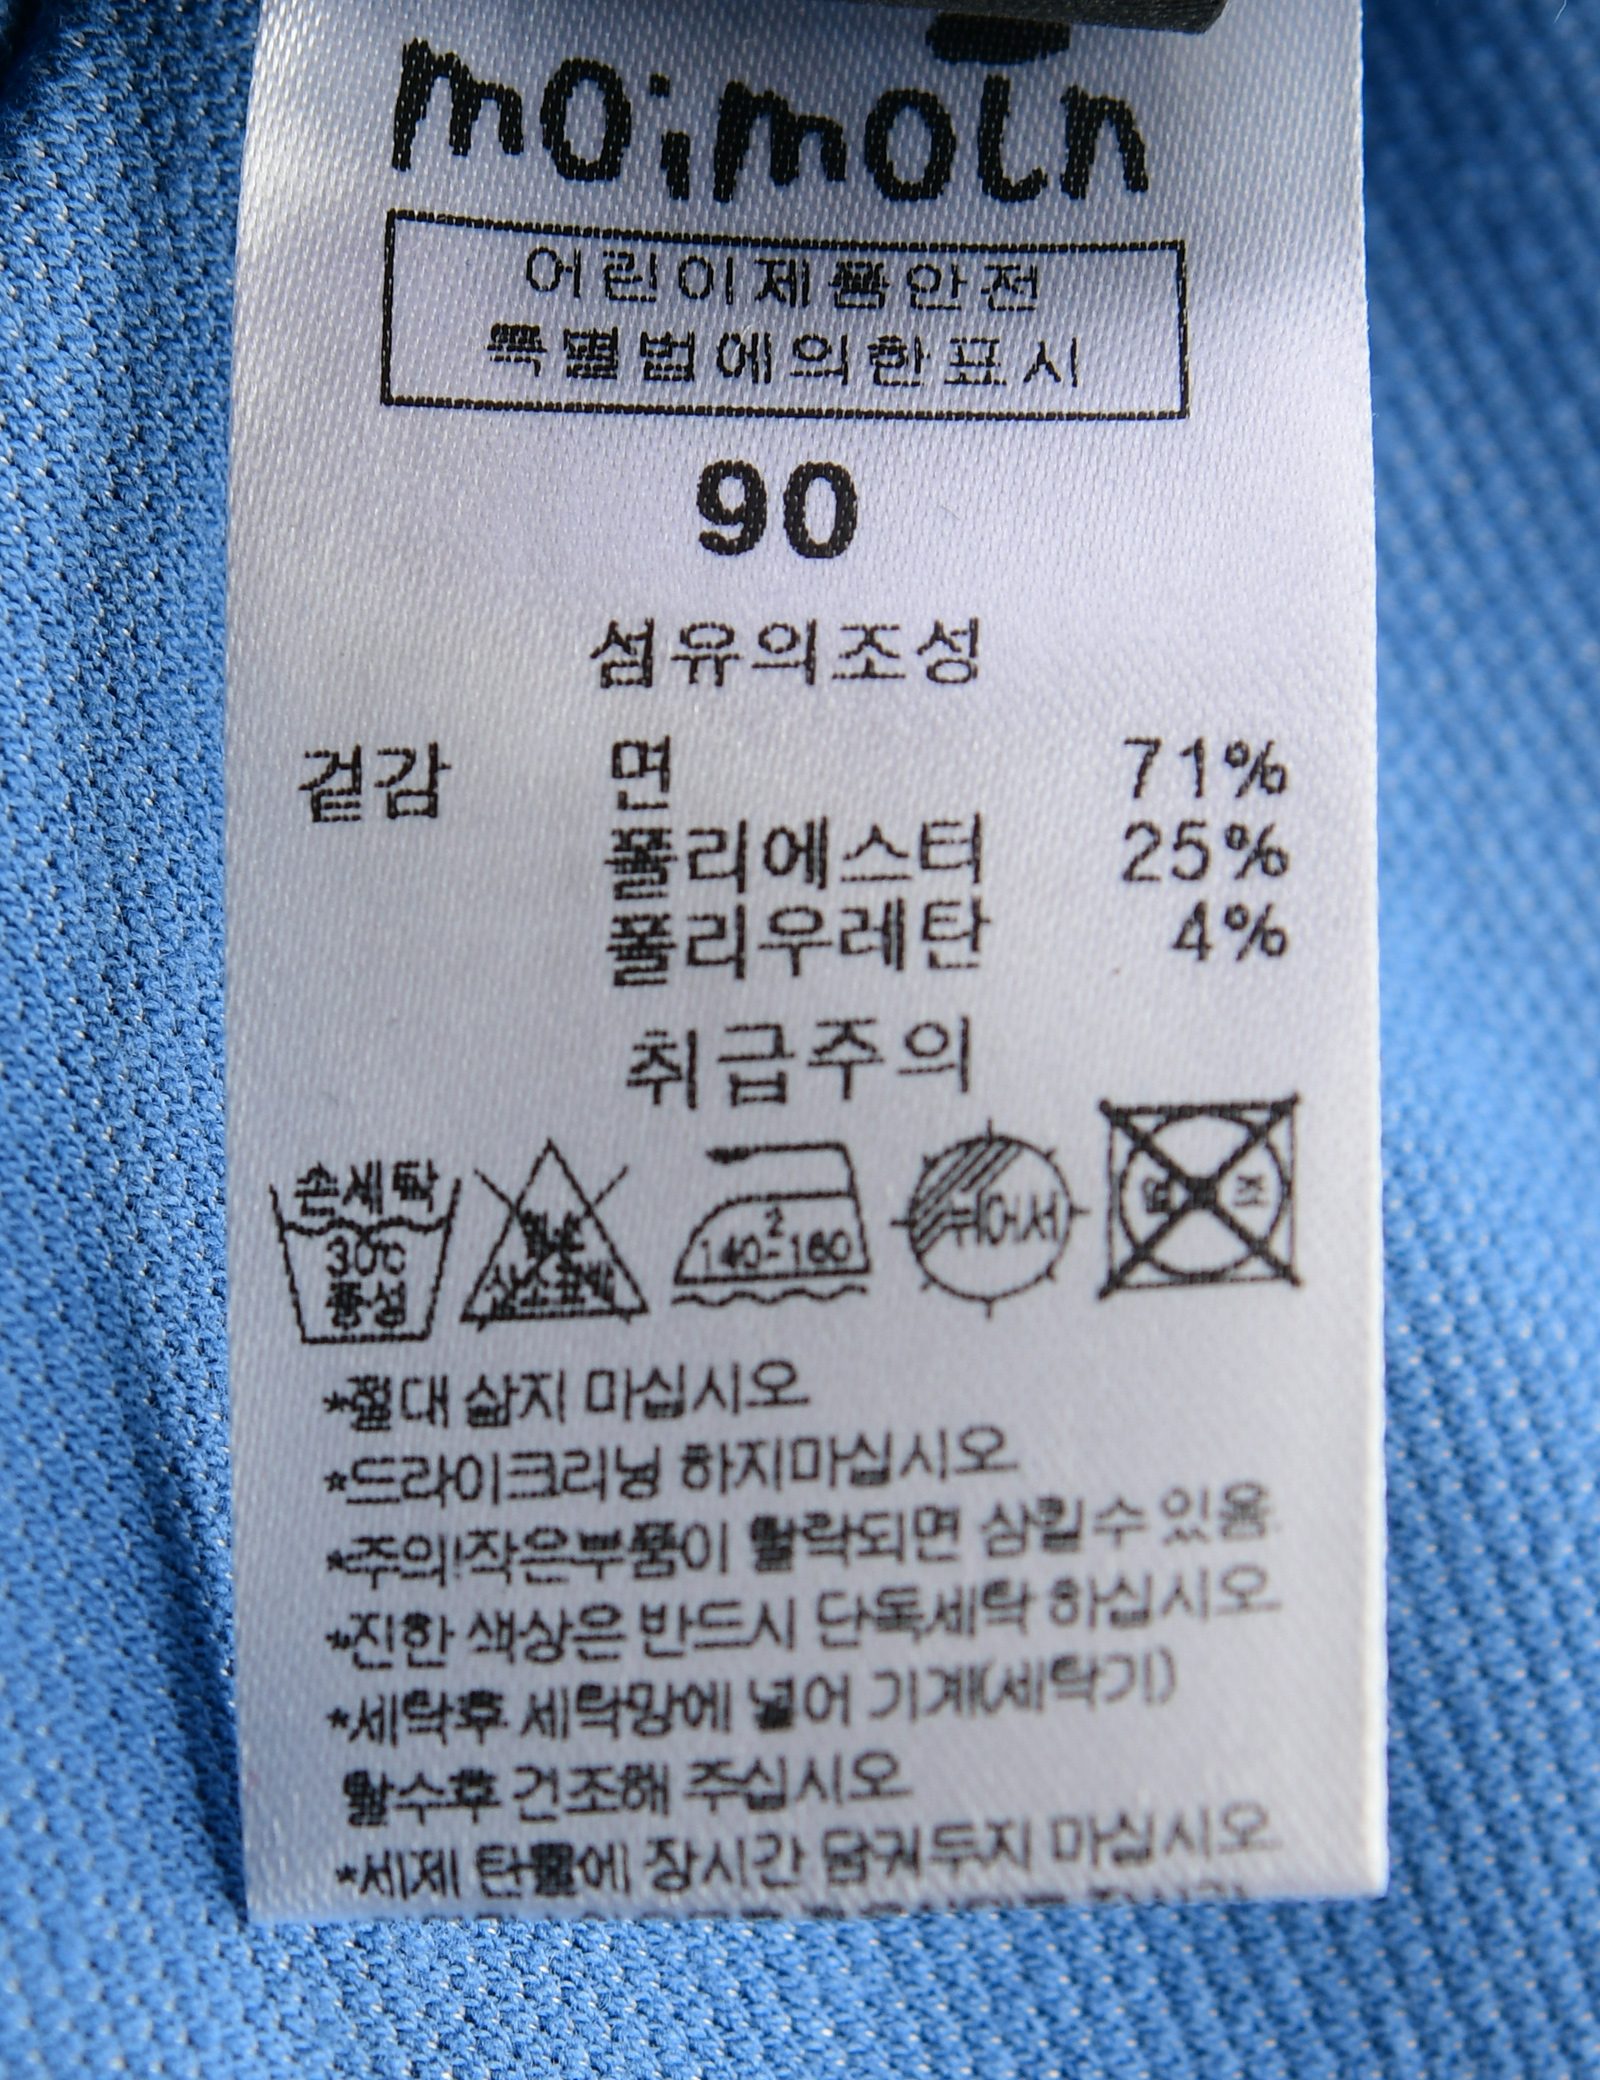 moimoln
어린이제품안전
특별법에의한표시
90
섬유의조성
겉감 면 71%
폴리에스터 25%
폴리우레탄 4%
취급주의
손세탁
30℃
중성
염소
산소표백
2
140-160
뉘어서
*절대 삶지 마십시오
*드라이크리닝 하지마십시오
*주의!작은부품이 탈락되면 삼킬수 있음
*진한 색상은 반드시 단독세탁 하십시오
*세탁후 세탁망에 넣어 기계(세탁기)
탈수후 건조해 주십시오
*세제 탄물에 장시간 담궈두지 마십시오